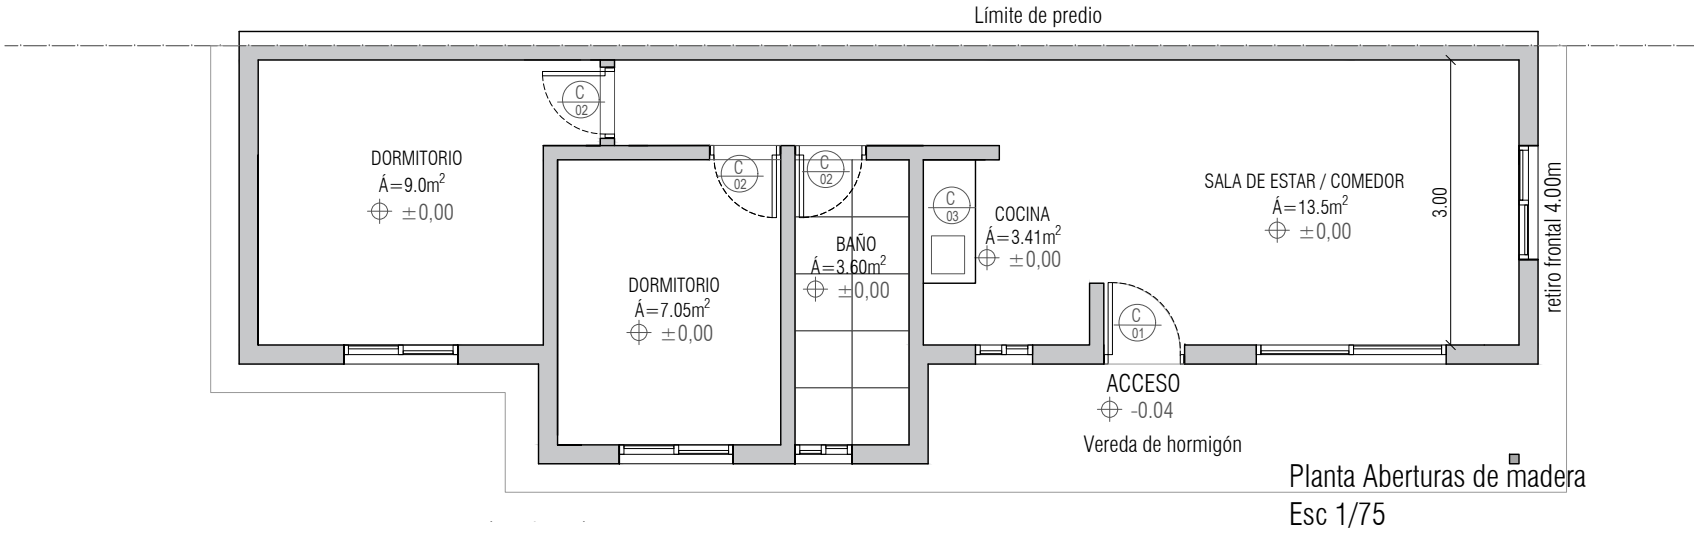 Límite de predio
C
02
DORMITORIO
Á=9.0m²
±0,00
C
02
C
02
DORMITORIO
Á=7.05m²
±0,00
BAÑO
Á=3.60m²
±0,00
C
03
COCINA
Á=3.41m²
±0,00
SALA DE ESTAR / COMEDOR
Á=13.5m²
±0,00
3.00
retiro frontal 4.00m
C
01
ACCESO
-0.04
Vereda de hormigón
Planta Aberturas de madera
Esc 1/75